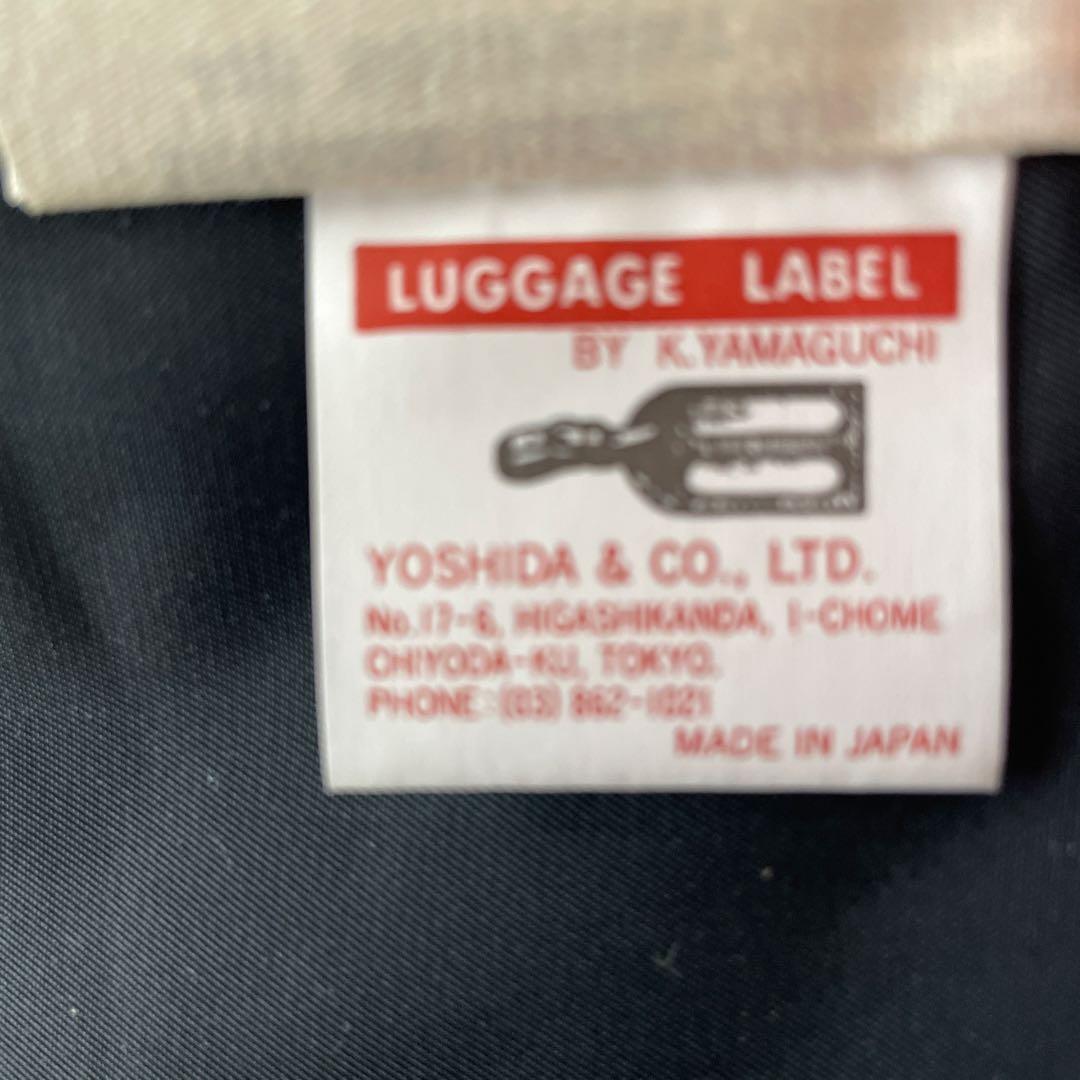 LUGGAGE LABEL
BY K.YAMAGUCHI
YOSHIDA & CO., LTD.
No.17-6, HIGASHIKANDA, 1-CHOME
CHIYODA-KU, TOKYO.
PHONE:(03) 862-1021
MADE IN JAPAN